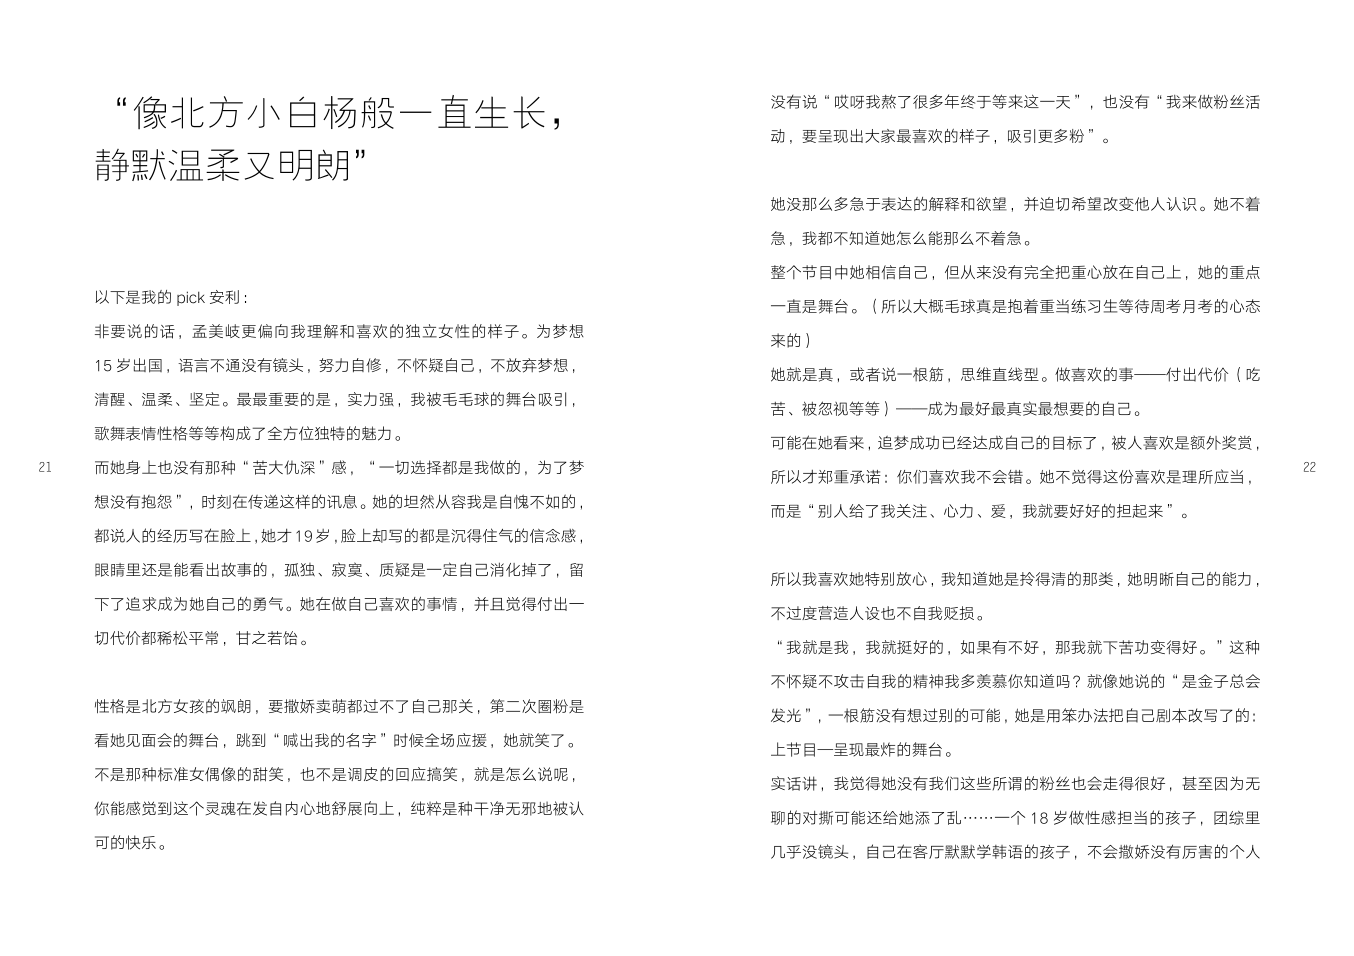 “像北方小白杨般一直生长，
静默温柔又明朗”
以下是我的 pick 安利：
非要说的话，孟美岐更偏向我理解和喜欢的独立女性的样子。为梦想
15 岁出国，语言不通没有镜头，努力自修，不怀疑自己，不放弃梦想，
清醒、温柔、坚定。最最重要的是，实力强，我被毛毛球的舞台吸引，
歌舞表情性格等等构成了全方位独特的魅力。
而她身上也没有那种“苦大仇深”感，“一切选择都是我做的，为了梦
想没有抱怨”，时刻在传递这样的讯息。她的坦然从容我是自愧不如的，
都说人的经历写在脸上，她才 19 岁，脸上却写的都是沉得住气的信念感，
眼睛里还是能看出故事的，孤独、寂寞、质疑是一定自己消化掉了，留
下了追求成为她自己的勇气。她在做自己喜欢的事情，并且觉得付出一
切代价都稀松平常，甘之若饴。
性格是北方女孩的飒朗，要撒娇卖萌都过不了自己那关，第二次圈粉是
看她见面会的舞台，跳到“喊出我的名字”时候全场应援，她就笑了。
不是那种标准女偶像的甜笑，也不是调皮的回应搞笑，就是怎么说呢，
你能感觉到这个灵魂在发自内心地舒展向上，纯粹是种干净无邪地被认
可的快乐。
21
没有说“哎呀我熬了很多年终于等来这一天”，也没有“我来做粉丝活
动，要呈现出大家最喜欢的样子，吸引更多粉”。
她没那么多急于表达的解释和欲望，并迫切希望改变他人认识。她不着
急，我都不知道她怎么能那么不着急。
整个节目中她相信自己，但从来没有完全把重心放在自己上，她的重点
一直是舞台。（所以大概毛球真是抱着重当练习生等待周考月考的心态
来的）
她就是真，或者说一根筋，思维直线型。做喜欢的事——付出代价（吃
苦、被忽视等等）——成为最好最真实最想要的自己。
可能在她看来，追梦成功已经达成自己的目标了，被人喜欢是额外奖赏，
所以才郑重承诺：你们喜欢我不会错。她不觉得这份喜欢是理所应当，
而是“别人给了我关注、心力、爱，我就要好好的担起来”。
所以我喜欢她特别放心，我知道她是拎得清的那类，她明晰自己的能力，
不过度营造人设也不自我贬损。
“我就是我，我就挺好的，如果有不好，那我就下苦功变得好。”这种
不怀疑不攻击自我的精神我多羡慕你知道吗？就像她说的“是金子总会
发光”，一根筋没有想过别的可能，她是用笨办法把自己剧本改写了的：
上节目—呈现最炸的舞台。
实话讲，我觉得她没有我们这些所谓的粉丝也会走得很好，甚至因为无
聊的对撕可能还给她添了乱……一个 18 岁做性感担当的孩子，团综里
几乎没镜头，自己在客厅默默学韩语的孩子，不会撒娇没有厉害的个人
22